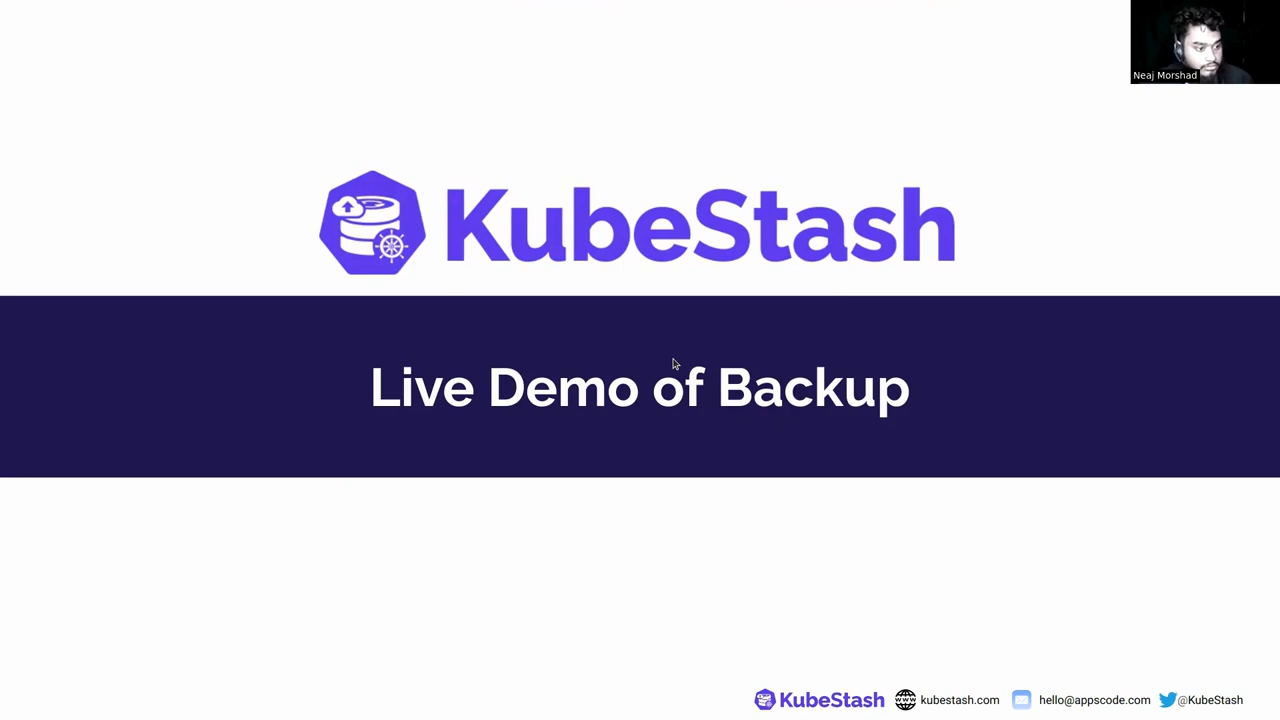 Neaj Morshad
KubeStash
Live Demo of Backup
KubeStash kubestash.com hello@appscode.com @KubeStash